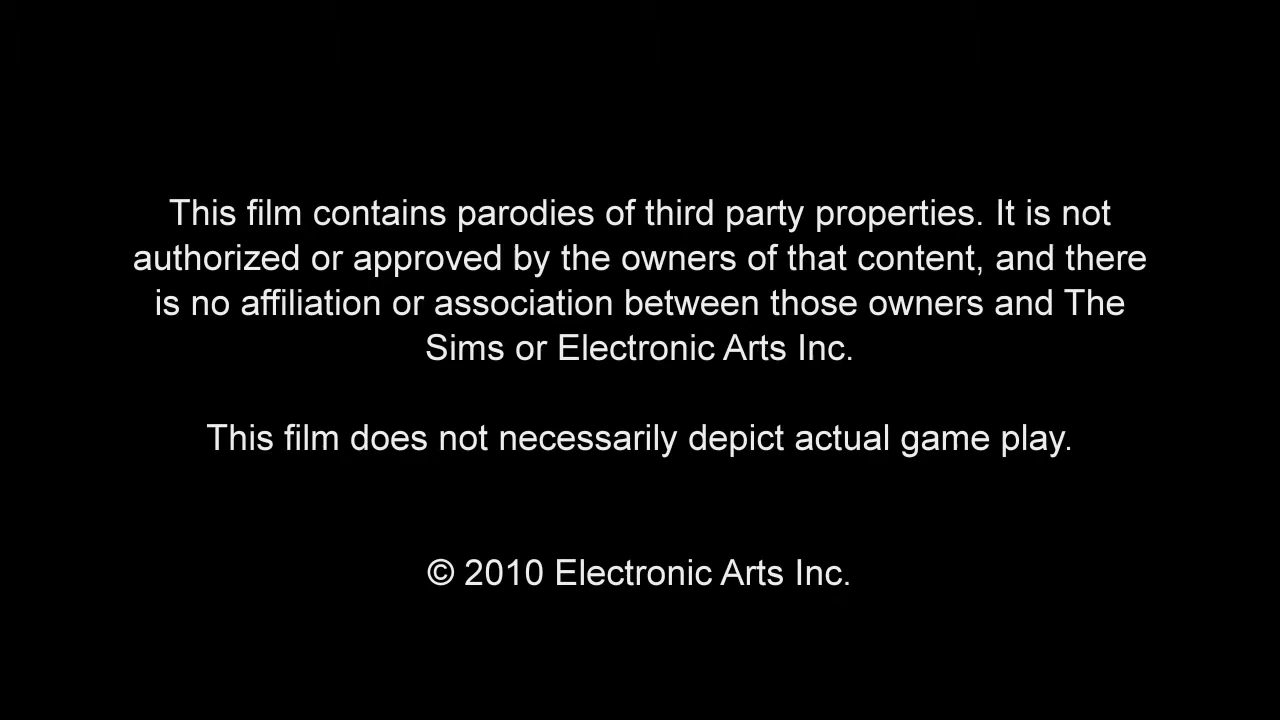 This film contains parodies of third party properties. It is not
authorized or approved by the owners of that content, and there
is no affiliation or association between those owners and The
Sims or Electronic Arts Inc.
This film does not necessarily depict actual game play.
© 2010 Electronic Arts Inc.